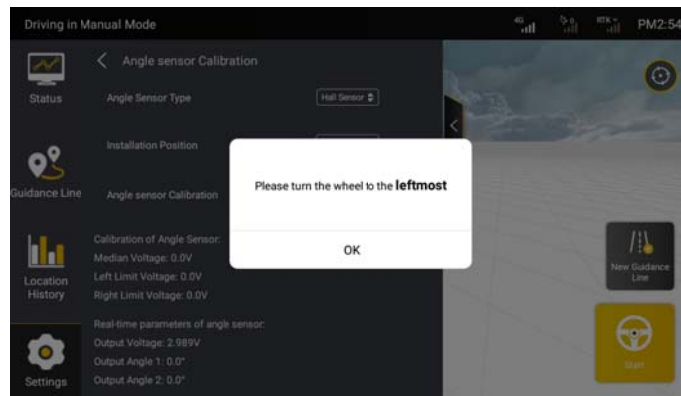 Driving in Manual Mode
4G
RTK
PM2:54
Status
Angle sensor Calibration
Angle Sensor Type
Hall Sensor
Installation Position
Guidance Line
Angle sensor Calibration
Please turn the wheel to the leftmost
OK
Location
History
Calibration of Angle Sensor:
Median Voltage: 0.0V
Left Limit Voltage: 0.0V
Right Limit Voltage: 0.0V
New Guidance
Line
Settings
Real-time parameters of angle sensor:
Output Voltage: 2.989V
Output Angle 1: 0.0°
Output Angle 2: 0.0°
Start